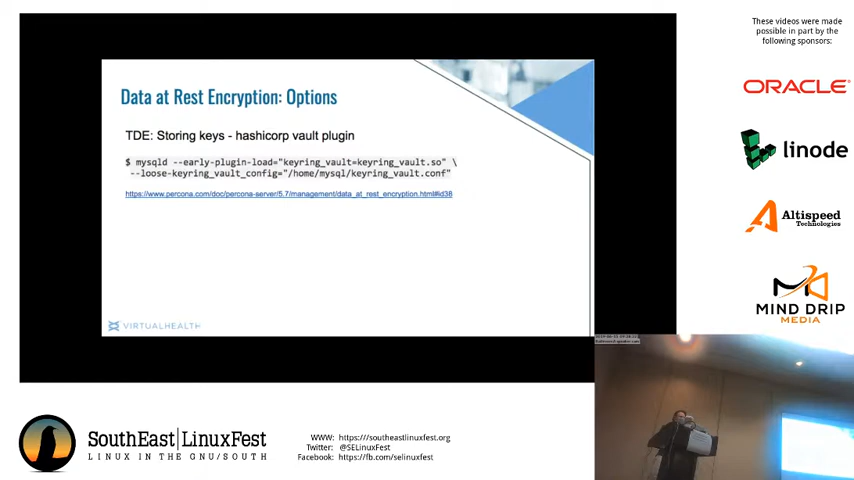 These videos were made
possible in part by the
following sponsors:
ORACLE
linode
Altispeed
Technologies
MIND DRIP
MEDIA
Data at Rest Encryption: Options
TDE: Storing keys - hashicorp vault plugin
$ mysqld --early-plugin-load="keyring_vault=keyring_vault.so" \
--loose-keyring_vault_config="/home/mysql/keyring_vault.conf"
https://www.percona.com/doc/percona-server/5.7/management/data_at_rest_encryption.html#id38
VIRTUALHEALTH
SouthEast|LinuxFest
LINUX IN THE GNU/SOUTH
WWW: https:///southeastlinuxfest.org
Twitter: @SELinuxFest
Facebook: https://fb.com/selinuxfest